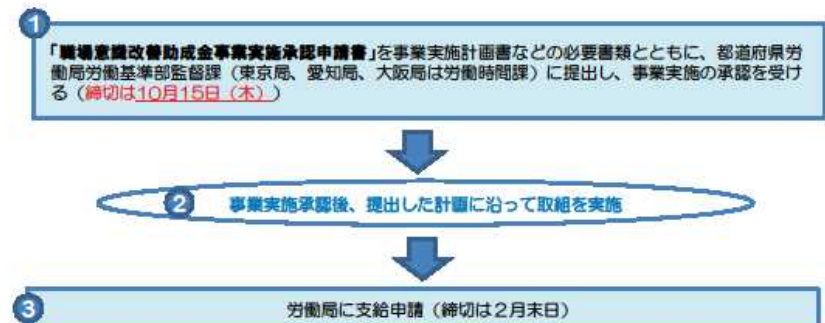 1
「職場意識改善助成金事業実施承認申請書」を事業実施計画書などの必要書類とともに、都道府県労
働局労働基準部監督課（東京局、愛知局、大阪局は労働時間課）に提出し、事業実施の承認を受け
る（締切は10月15日（木））
2 事業実施承認後、提出した計画に沿って取組を実施
3 労働局に支給申請（締切は２月末日）